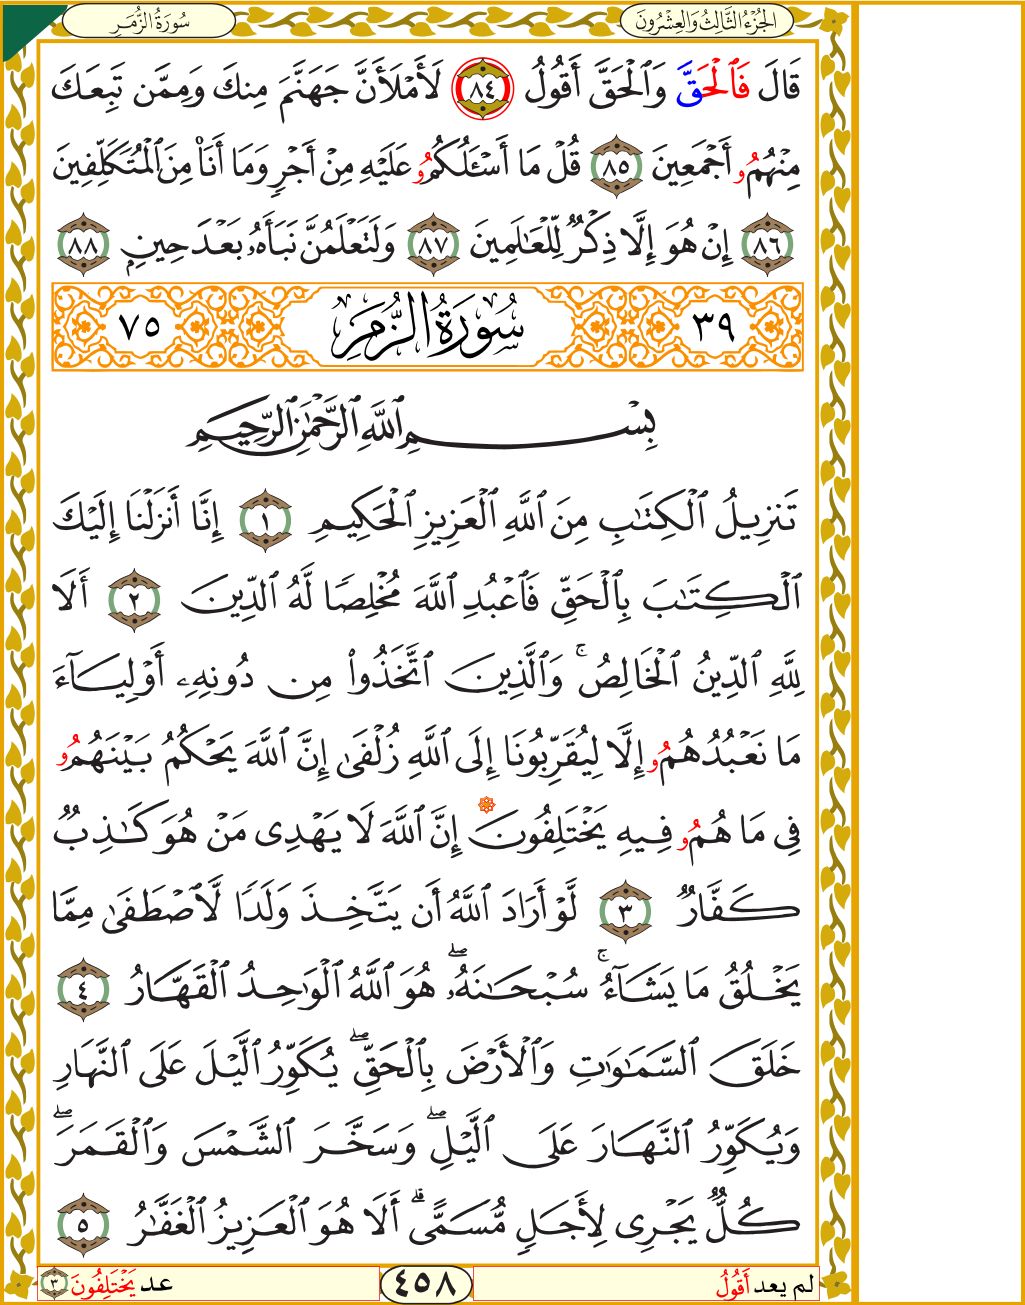 سُورَةُ الزُّمَرِ
الجُزْءُ الثَّالِثُ وَالعِشْرُونَ
قَالَ فَٱلْحَقَّ وَٱلْحَقَّ أَقُولُ ٨٤ لَأَمْلَأَنَّ جَهَنَّمَ مِنكَ وَمِمَّن تَبِعَكَ
مِنْهُمُۥ أَجْمَعِينَ ٨٥ قُلْ مَا أَسْـَٔلُكُمُۥ عَلَيْهِ مِنْ أَجْرٖ وَمَا أَنَا۠ مِنَ ٱلْمُتَكَلِّفِينَ
٨٦ إِنْ هُوَ إِلَّا ذِكْرٞ لِّلْعَٰلَمِينَ ٨٧ وَلَتَعْلَمُنَّ نَبَأَهُۥ بَعْدَ حِينِۭ ٨٨
٣٩ سُورَةُ الزُّمَرِ ٧٥
بِسْمِ ٱللَّهِ ٱلرَّحْمَٰنِ ٱلرَّحِيمِ
تَنزِيلُ ٱلْكِتَٰبِ مِنَ ٱللَّهِ ٱلْعَزِيزِ ٱلْحَكِيمِ ١ إِنَّا أَنزَلْنَا إِلَيْكَ
ٱلْكِتَٰبَ بِٱلْحَقِّ فَٱعْبُدِ ٱللَّهَ مُخْلِصٗا لَّهُ ٱلدِّينَ ٢ أَلَا
لِلَّهِ ٱلدِّينُ ٱلْخَالِصُۚ وَٱلَّذِينَ ٱتَّخَذُواْ مِن دُونِهِۦ أَوْلِيَآءَ
مَا نَعْبُدُهُمُۥ إِلَّا لِيُقَرِّبُونَا إِلَى ٱللَّهِ زُلْفَىٰ إِنَّ ٱللَّهَ يَحْكُمُ بَيْنَهُمُۥ
فِى مَا هُمُۥ فِيهِ يَخْتَلِفُونَ إِنَّ ٱللَّهَ لَا يَهْدِى مَنْ هُوَ كَٰذِبٞ
كَفَّارٞ ٣ لَّوْ أَرَادَ ٱللَّهُ أَن يَتَّخِذَ وَلَدٗا لَّٱصْطَفَىٰ مِمَّا
يَخْلُقُ مَا يَشَآءُۚ سُبْحَٰنَهُۥۖ هُوَ ٱللَّهُ ٱلْوَٰحِدُ ٱلْقَهَّارُ ٤
خَلَقَ ٱلسَّمَٰوَٰتِ وَٱلْأَرْضَ بِٱلْحَقِّۖ يُكَوِّرُ ٱلَّيْلَ عَلَى ٱلنَّهَارِ
وَيُكَوِّرُ ٱلنَّهَارَ عَلَى ٱلَّيْلِۖ وَسَخَّرَ ٱلشَّمْسَ وَٱلْقَمَرَۖ
كُلّٞ يَجْرِى لِأَجَلٖ مُّسَمًّىۗ أَلَا هُوَ ٱلْعَزِيزُ ٱلْغَفَّٰرُ ٥
لم يعد أَقُولُ
٤٥٨
عد يَخْتَلِفُونَ ٣